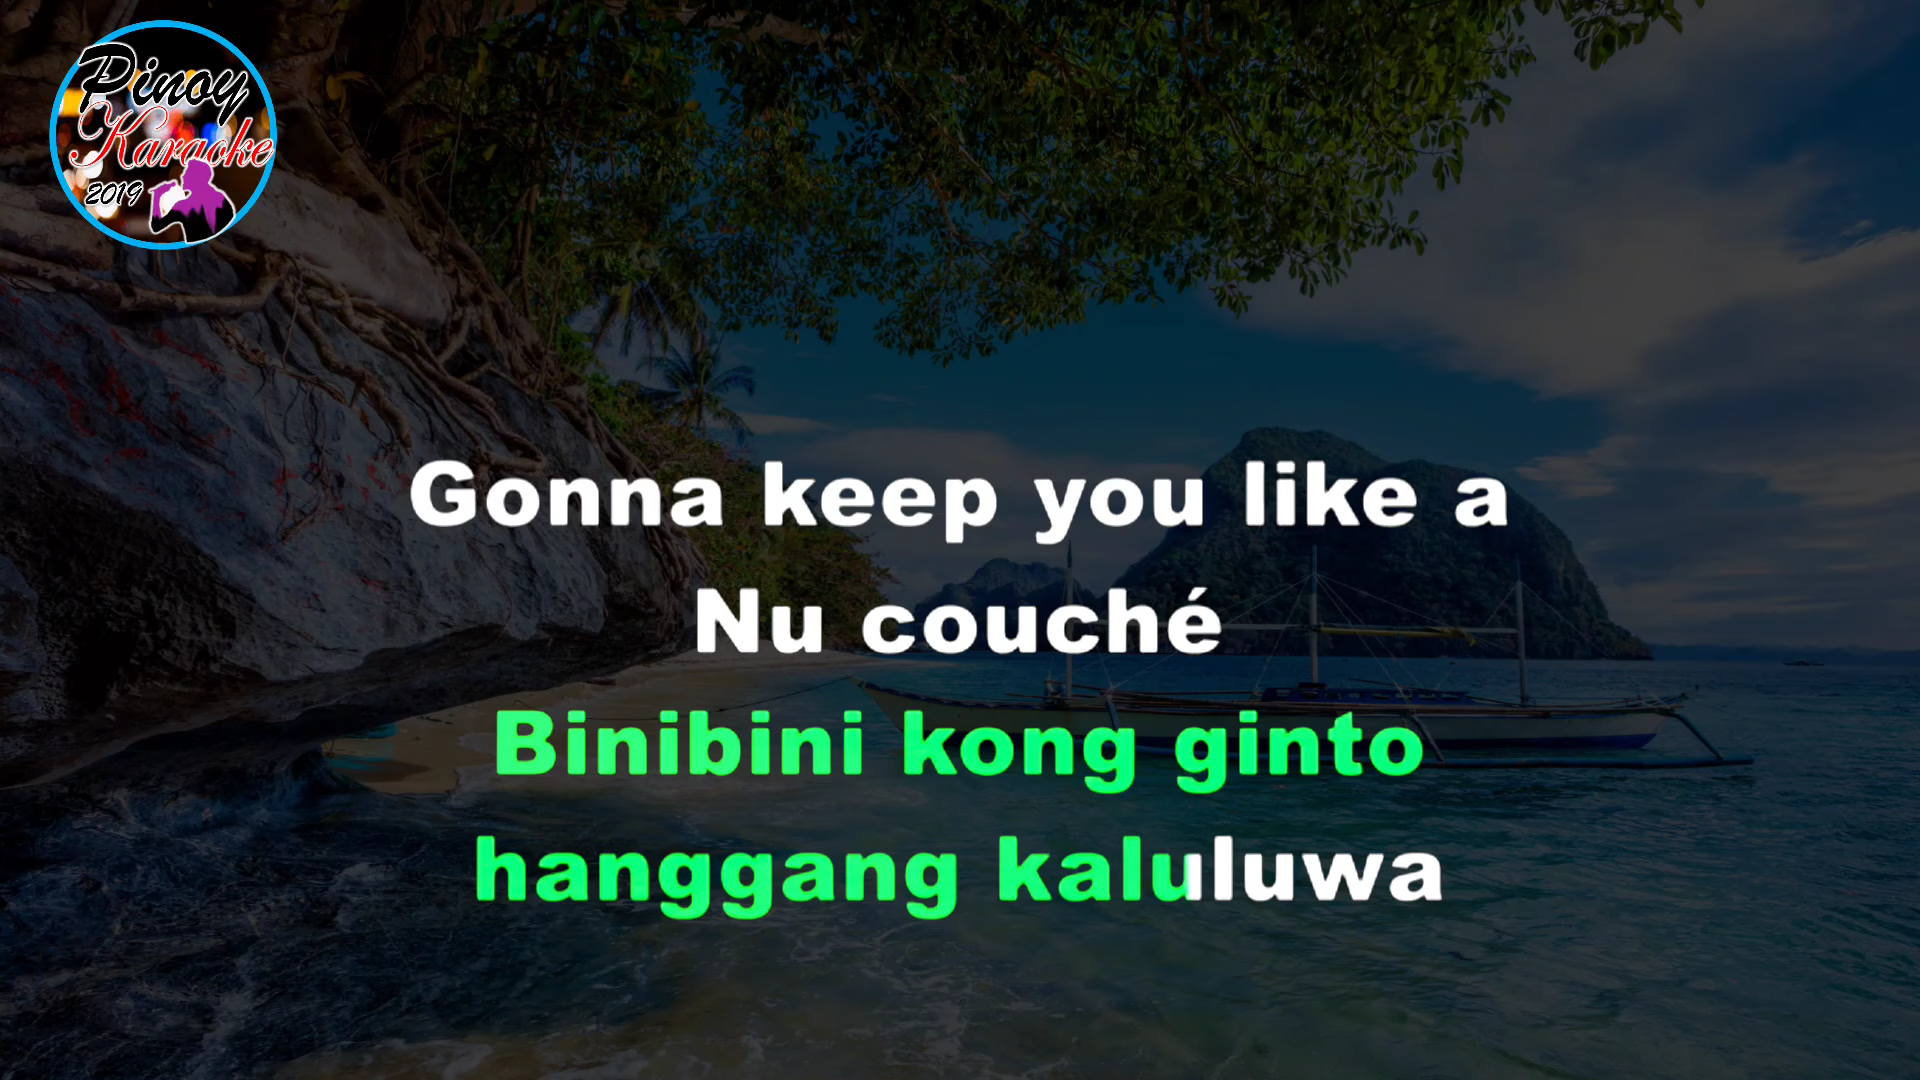 Pinoy
Karaoke
2019
Gonna keep you like a
Nu couché
Binibini kong ginto
hanggang kaluluwa